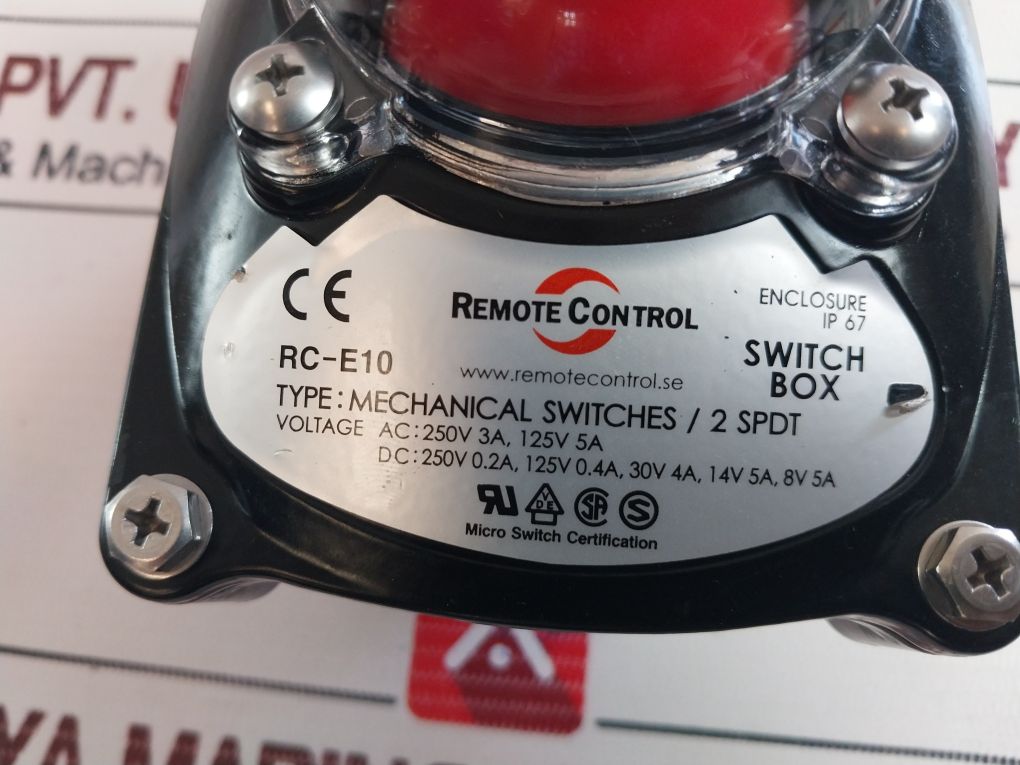 PVT.
& Mach
CE
REMOTE CONTROL
ENCLOSURE
IP 67
RC-E10
www.remotecontrol.se
SWITCH
BOX
TYPE: MECHANICAL SWITCHES / 2 SPDT
VOLTAGE AC: 250V 3A, 125V 5A
DC: 250V 0.2A, 125V 0.4A, 30V 4A, 14V 5A, 8V 5A
Micro Switch Certification